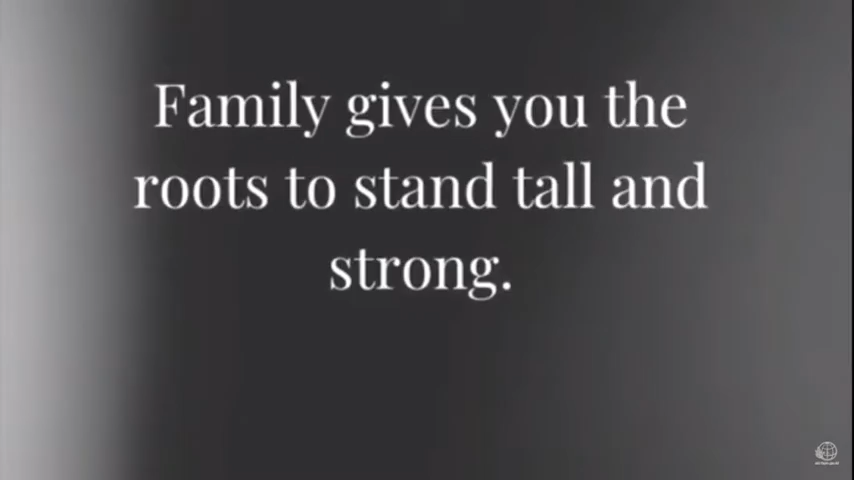 Family gives you the
roots to stand tall and
strong.